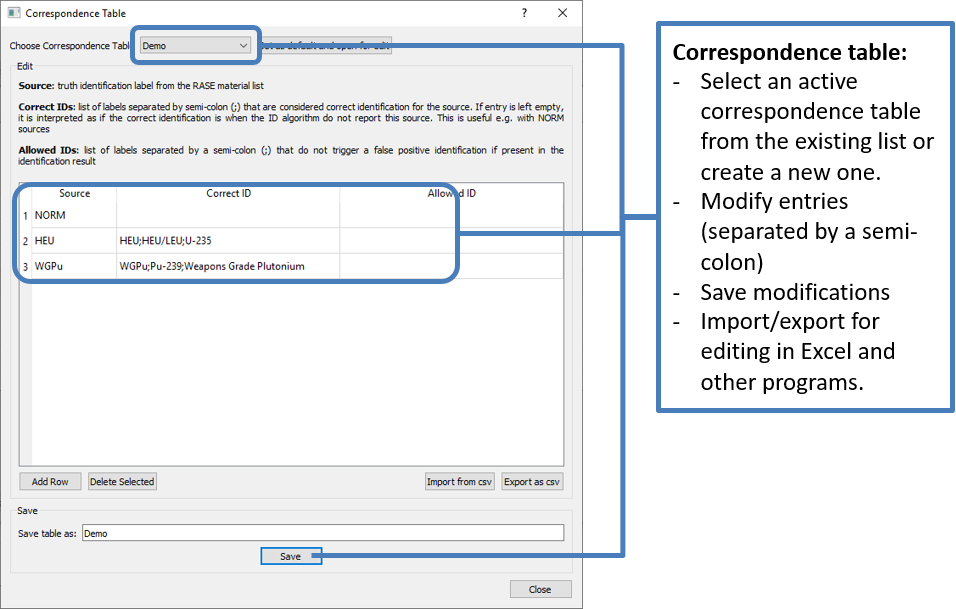 Correspondence Table
?
Choose Correspondence Tabl
Demo
Edit
Source: truth identification label from the RASE material list
Correct IDs: list of labels separated by semi-colon (;) that are considered correct identification for the source. If entry is left empty,
it is interpreted as if the correct identification is when the ID algorithm do not report this source. This is useful e.g. with NORM
sources
Allowed IDs: list of labels separated by a semi-colon (;) that do not trigger a false positive identification if present in the
identification result
Source Correct ID Allowed ID
1 NORM
2 HEU HEU;HEU/LEU;U-235
3 WGPu WGPu;Pu-239;Weapons Grade Plutonium
Add Row Delete Selected Import from csv Export as csv
Save
Save table as: Demo
Save
Close
Correspondence table:
- Select an active
correspondence table
from the existing list or
create a new one.
- Modify entries
(separated by a semi-
colon)
- Save modifications
- Import/export for
editing in Excel and
other programs.